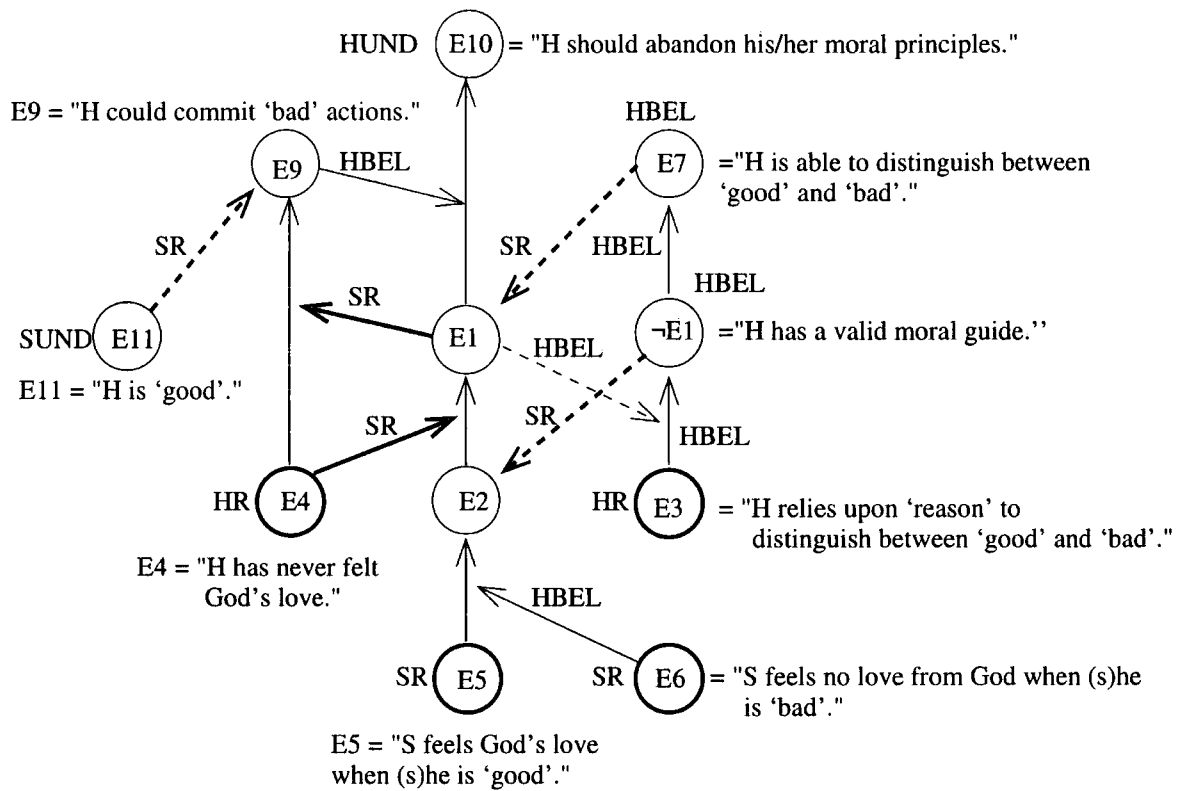 HUND E10 = "H should abandon his/her moral principles."
E9 = "H could commit ‘bad’ actions."
HBEL
E9 HBEL E7 ="H is able to distinguish between
‘good’ and ‘bad’."
SR SR HBEL
HBEL
SR
SUND E11 E1 ¬E1 ="H has a valid moral guide.’’
HBEL
E11 = "H is ‘good’."
SR SR HBEL
HR E4 E2 HR E3 = "H relies upon ‘reason’ to
distinguish between ‘good’ and ‘bad’."
E4 = "H has never felt
God’s love."
HBEL
SR E5 SR E6 = "S feels no love from God when (s)he
is ‘bad’."
E5 = "S feels God’s love
when (s)he is ‘good’."